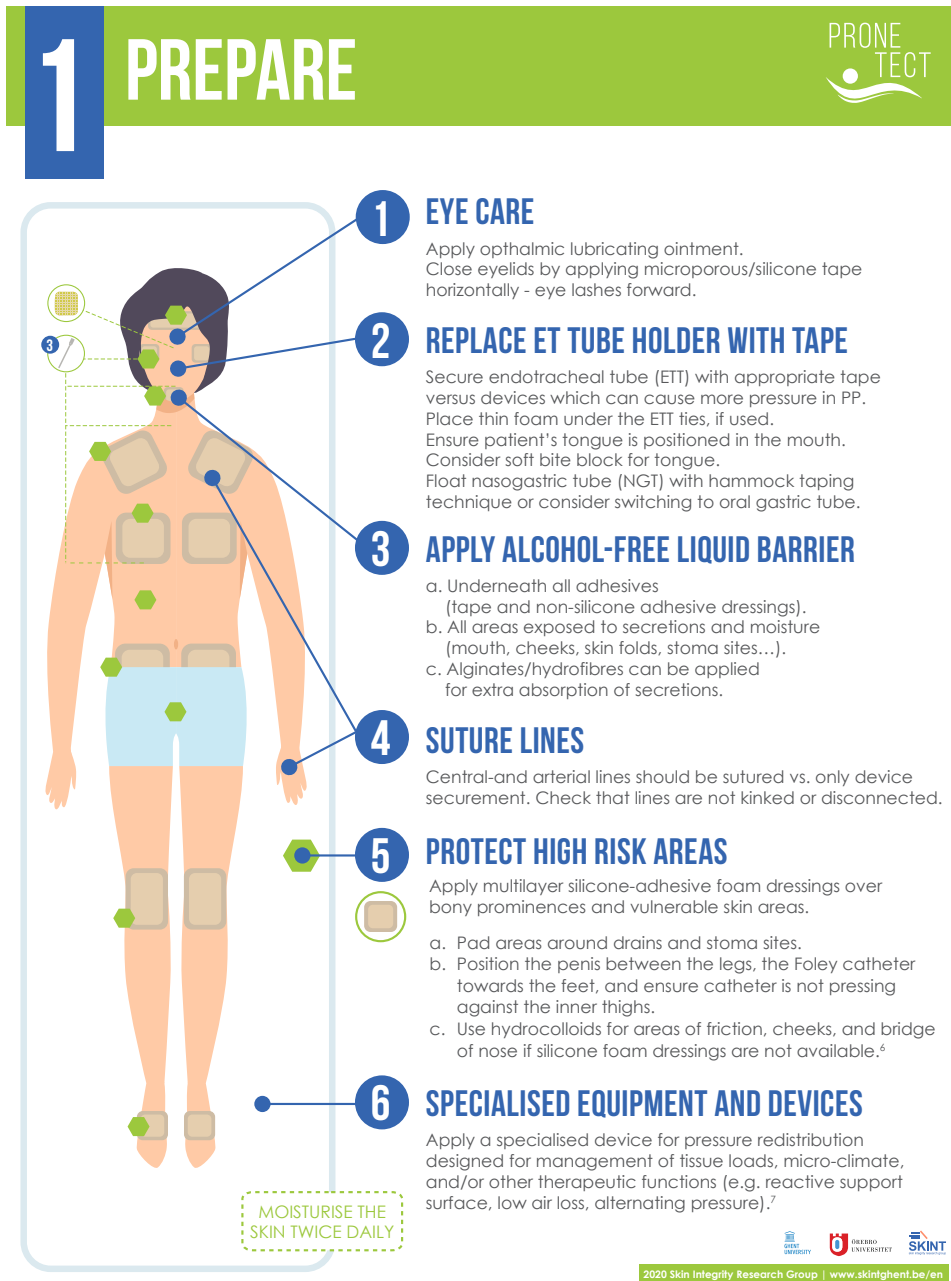 1
PREPARE
PRONE
TECT
1
EYE CARE
Apply opthalmic lubricating ointment.
Close eyelids by applying microporous/silicone tape
horizontally - eye lashes forward.
3
2
REPLACE ET TUBE HOLDER WITH TAPE
Secure endotracheal tube (ETT) with appropriate tape
versus devices which can cause more pressure in PP.
Place thin foam under the ETT ties, if used.
Ensure patient's tongue is positioned in the mouth.
Consider soft bite block for tongue.
Float nasogastric tube (NGT) with hammock taping
technique or consider switching to oral gastric tube.
3
APPLY ALCOHOL-FREE LIQUID BARRIER
a. Underneath all adhesives
(tape and non-silicone adhesive dressings).
b. All areas exposed to secretions and moisture
(mouth, cheeks, skin folds, stoma sites…).
c. Alginates/hydrofibres can be applied
for extra absorption of secretions.
4
SUTURE LINES
Central-and arterial lines should be sutured vs. only device
securement. Check that lines are not kinked or disconnected.
5
PROTECT HIGH RISK AREAS
Apply multilayer silicone-adhesive foam dressings over
bony prominences and vulnerable skin areas.
a. Pad areas around drains and stoma sites.
b. Position the penis between the legs, the Foley catheter
towards the feet, and ensure catheter is not pressing
against the inner thighs.
c. Use hydrocolloids for areas of friction, cheeks, and bridge
of nose if silicone foam dressings are not available.6
6
SPECIALISED EQUIPMENT AND DEVICES
Apply a specialised device for pressure redistribution
designed for management of tissue loads, micro-climate,
and/or other therapeutic functions (e.g. reactive support
surface, low air loss, alternating pressure).7
MOISTURISE THE
SKIN TWICE DAILY
GHENT
UNIVERSITY
ÖREBRO
UNIVERSITET
SKINT
2020 Skin Integrity Research Group | www.skintghent.be/en